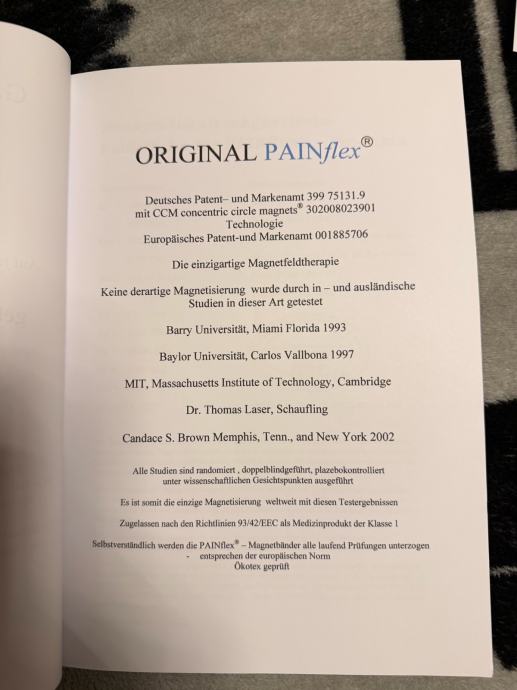 ORIGINAL PAINflex®
Deutsches Patent– und Markenamt 399 75131.9
mit CCM concentric circle magnets® 302008023901
Technologie
Europäisches Patent-und Markenamt 001885706
Die einzigartige Magnetfeldtherapie
Keine derartige Magnetisierung wurde durch in – und ausländische
Studien in dieser Art getestet
Barry Universität, Miami Florida 1993
Baylor Universität, Carlos Vallbona 1997
MIT, Massachusetts Institute of Technology, Cambridge
Dr. Thomas Laser, Schaufling
Candace S. Brown Memphis, Tenn., and New York 2002
Alle Studien sind randomiert , doppelblindgeführt, plazebokontrolliert
unter wissenschaftlichen Gesichtspunkten ausgeführt
Es ist somit die einzige Magnetisierung weltweit mit diesen Testergebnissen
Zugelassen nach den Richtlinien 93/42/EEC als Medizinprodukt der Klasse 1
Selbstverständlich werden die PAINflex® – Magnetbänder alle laufend Prüfungen unterzogen
- entsprechen der europäischen Norm
Ökotex geprüft